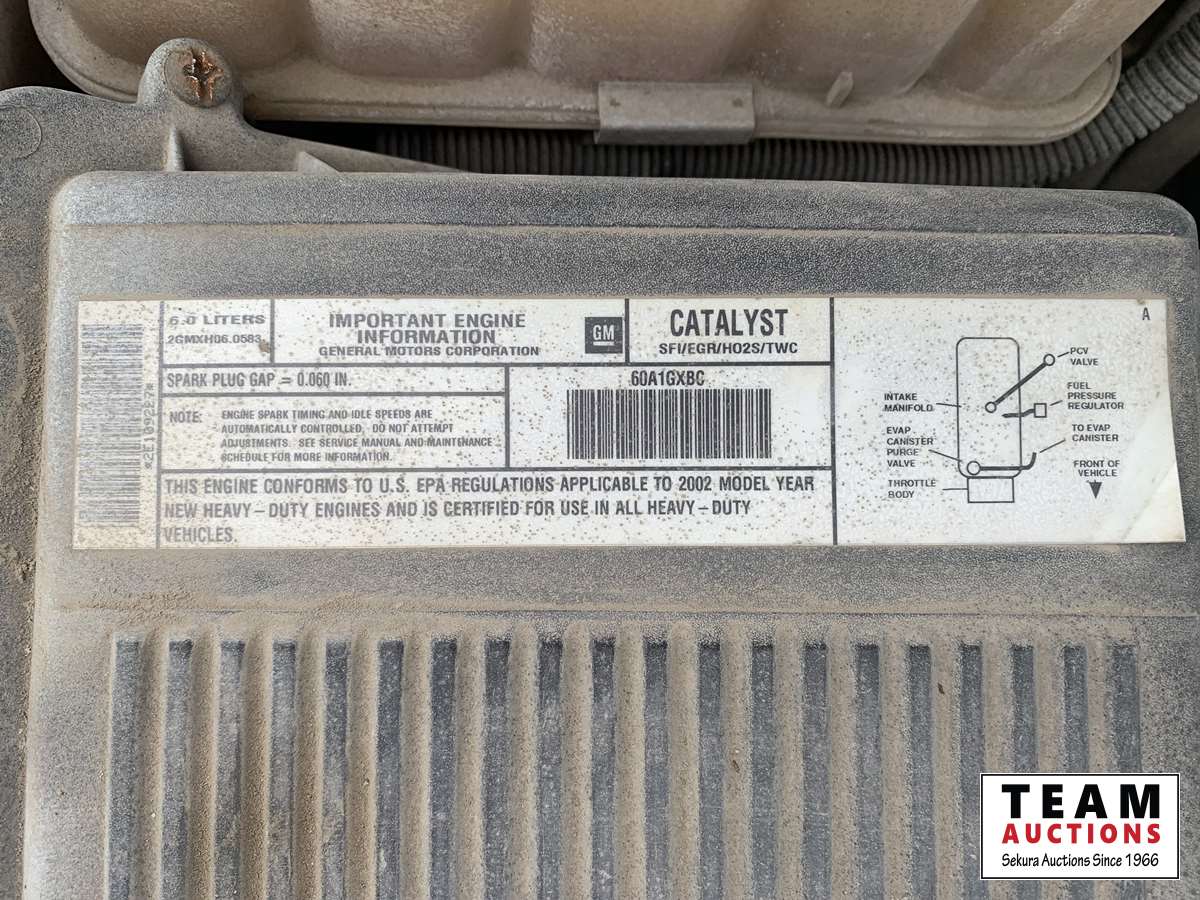 6.0 LITERS
2GMXH06.0583
IMPORTANT ENGINE
INFORMATION
GENERAL MOTORS CORPORATION
GM
CATALYST
SFI/EGR/HO2S/TWC
SPARK PLUG GAP = 0.060 IN.
NOTE: ENGINE SPARK TIMING AND IDLE SPEEDS ARE
AUTOMATICALLY CONTROLLED. DO NOT ATTEMPT
ADJUSTMENTS. SEE SERVICE MANUAL AND MAINTENANCE
SCHEDULE FOR MORE INFORMATION.
60A1GXBC
THIS ENGINE CONFORMS TO U.S. EPA REGULATIONS APPLICABLE TO 2002 MODEL YEAR
NEW HEAVY-DUTY ENGINES AND IS CERTIFIED FOR USE IN ALL HEAVY-DUTY
VEHICLES.
A
PCV
VALVE
FUEL
PRESSURE
REGULATOR
INTAKE
MANIFOLD
TO EVAP
CANISTER
EVAP
CANISTER
PURGE
VALVE
THROTTLE
BODY
FRONT OF
VEHICLE
TEAM
AUCTIONS
Sekura Auctions Since 1966